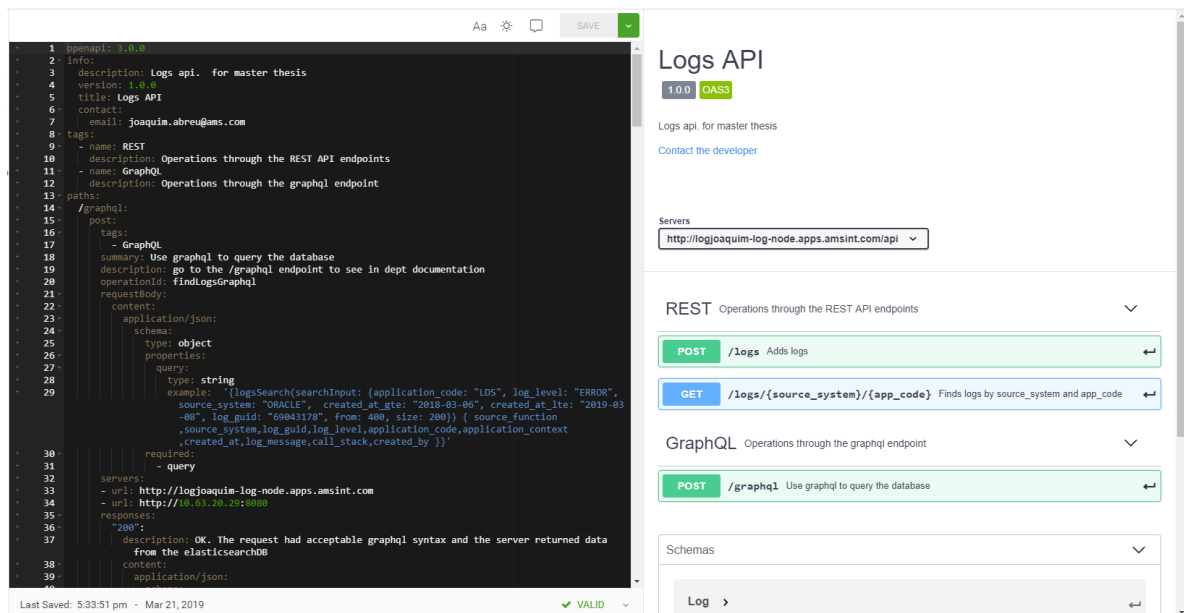 Aa SAVE
1 openapi: 3.0.0
2 info:
3 description: Logs api.  for master thesis
4 version: 1.0.0
5 title: Logs API
6 contact:
7 email: joaquim.abreu@ams.com
8 tags:
9 - name: REST
10 description: Operations through the REST API endpoints
11 - name: GraphQL
12 description: Operations through the graphql endpoint
13 paths:
14 /graphql:
15 post:
16 tags:
17 - GraphQL
18 summary: Use graphql to query the database
19 description: go to the /graphql endpoint to see in dept documentation
20 operationId: findLogsGraphql
21 requestBody:
22 content:
23 application/json:
24 schema:
25 type: object
26 properties:
27 query:
28 type: string
29 example:  '{logsSearch(searchInput: {application_code: "LDS", log_level: "ERROR",
source_system: "ORACLE",  created_at_gte: "2018-03-06", created_at_lte: "2019-03
-08", log_guid: "69043178", from: 400, size: 200}) { source_function
,source_system,log_guid,log_level,application_code,application_context
,created_at,log_message,call_stack,created_by }}'
30 required:
31 - query
32 servers:
33 - url: http://logjoaquim-log-node.apps.amsint.com
34 - url: http://10.63.20.29:8080
35 responses:
36 "200":
37 description: OK. The request had acceptable graphql syntax and the server returned data
from the elasticsearchDB
38 content:
39 application/json:
Last Saved: 5:33:51 pm - Mar 21, 2019 VALID
Logs API
1.0.0 OAS3
Logs api. for master thesis
Contact the developer
Servers
http://logjoaquim-log-node.apps.amsint.com/api
REST Operations through the REST API endpoints
POST /logs Adds logs
GET /logs/{source_system}/{app_code} Finds logs by source_system and app_code
GraphQL Operations through the graphql endpoint
POST /graphql Use graphql to query the database
Schemas
Log